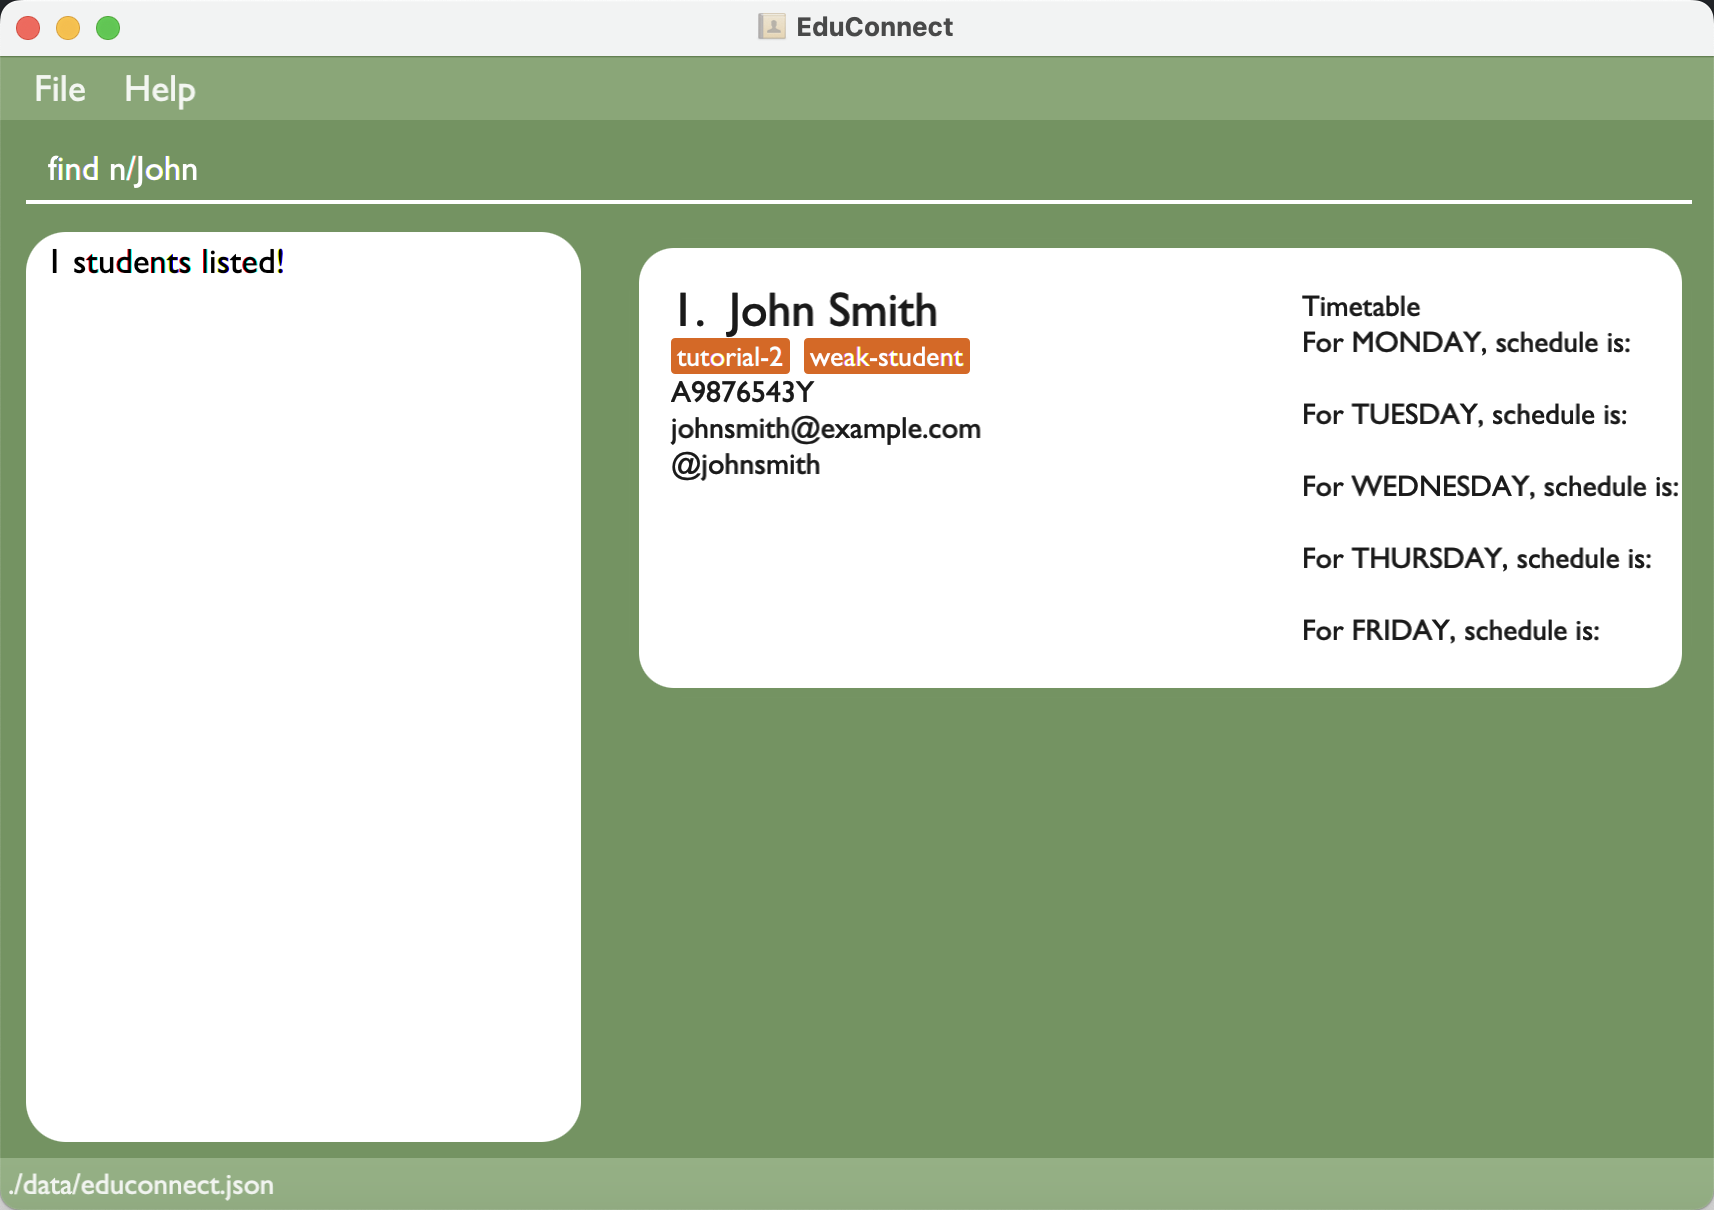 EduConnect
File Help
find n/John
1 students listed!
1. John Smith
tutorial-2 weak-student
A9876543Y
johnsmith@example.com
@johnsmith
Timetable
For MONDAY, schedule is:
For TUESDAY, schedule is:
For WEDNESDAY, schedule is:
For THURSDAY, schedule is:
For FRIDAY, schedule is:
./data/educonnect.json